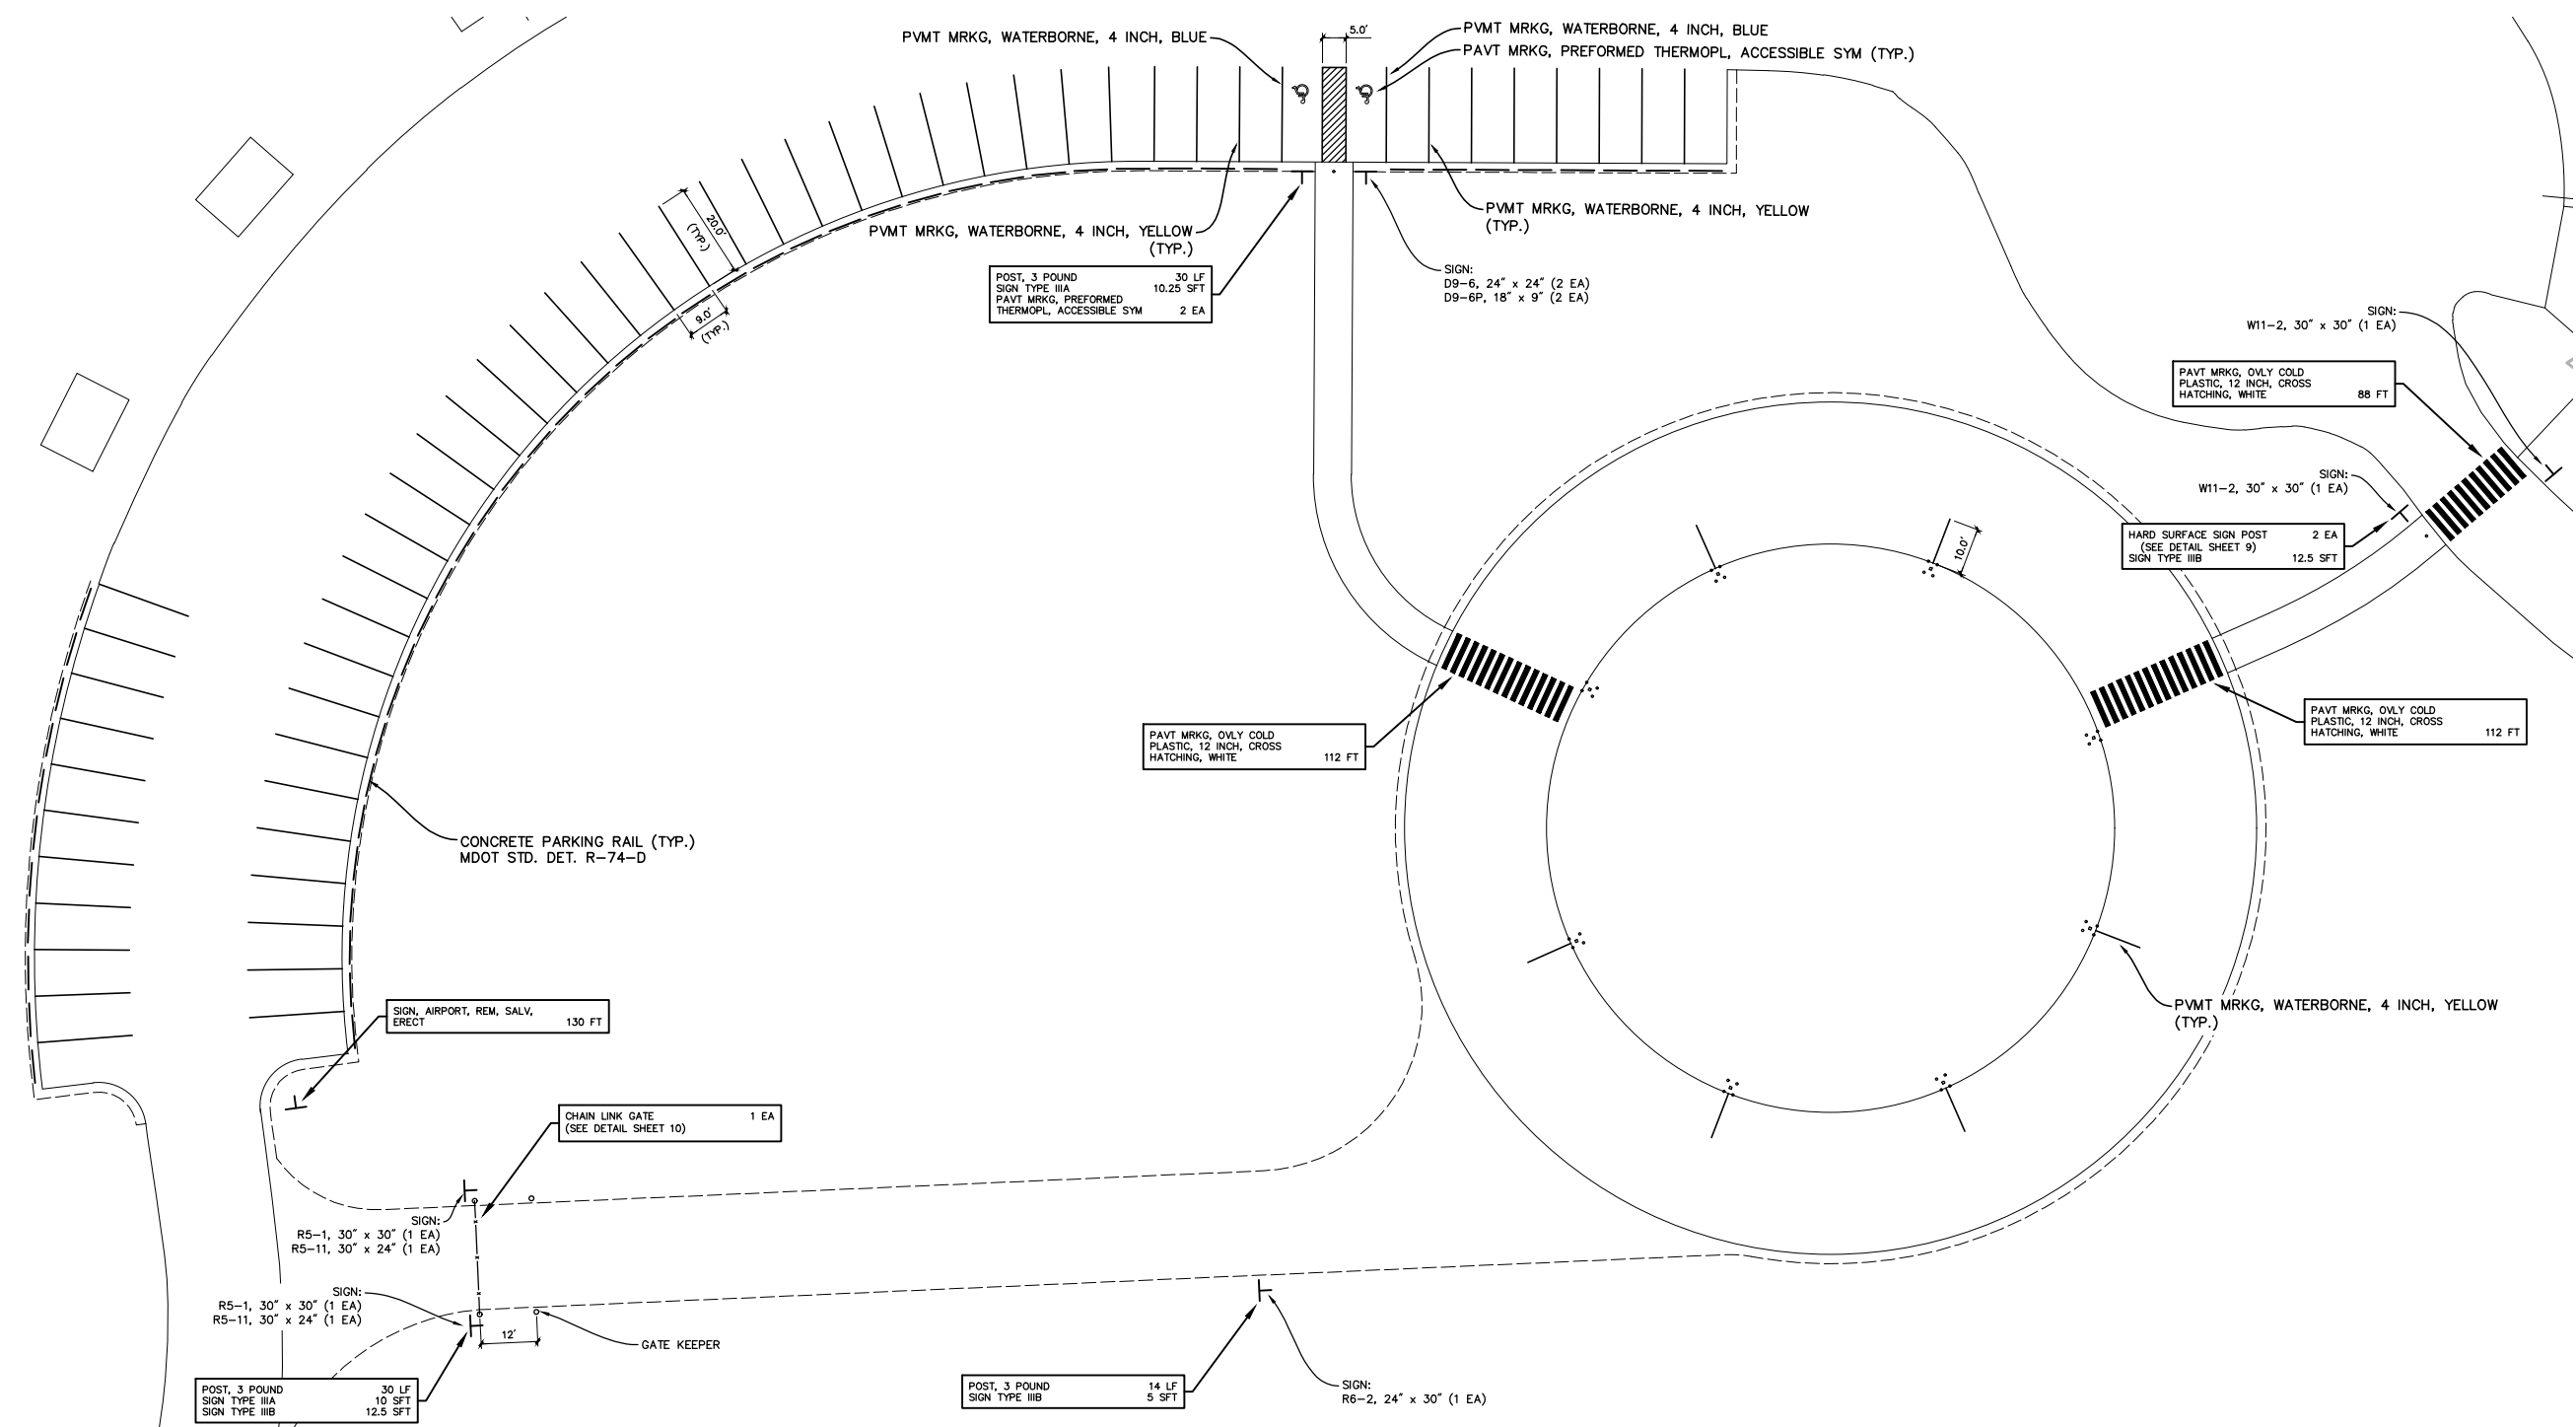 PVMT MRKG, WATERBORNE, 4 INCH, BLUE
5.0'
PVMT MRKG, WATERBORNE, 4 INCH, BLUE
PAVT MRKG, PREFORMED THERMOPL, ACCESSIBLE SYM (TYP.)
20.0'
(TYP.)
9.0'
(TYP.)
PVMT MRKG, WATERBORNE, 4 INCH, YELLOW
(TYP.)
PVMT MRKG, WATERBORNE, 4 INCH, YELLOW
(TYP.)
POST, 3 POUND 30 LF
SIGN TYPE IIIA 10.25 SFT
PAVT MRKG, PREFORMED
THERMOPL, ACCESSIBLE SYM 2 EA
SIGN:
D9-6, 24" x 24" (2 EA)
D9-6P, 18" x 9" (2 EA)
SIGN:
W11-2, 30" x 30" (1 EA)
PAVT MRKG, OVLY COLD
PLASTIC, 12 INCH, CROSS
HATCHING, WHITE 88 FT
SIGN:
W11-2, 30" x 30" (1 EA)
HARD SURFACE SIGN POST 2 EA
(SEE DETAIL SHEET 9)
SIGN TYPE IIIB 12.5 SFT
10.0'
PAVT MRKG, OVLY COLD
PLASTIC, 12 INCH, CROSS
HATCHING, WHITE 112 FT
PAVT MRKG, OVLY COLD
PLASTIC, 12 INCH, CROSS
HATCHING, WHITE 112 FT
CONCRETE PARKING RAIL (TYP.)
MDOT STD. DET. R-74-D
SIGN, AIRPORT, REM, SALV,
ERECT 130 FT
PVMT MRKG, WATERBORNE, 4 INCH, YELLOW
(TYP.)
CHAIN LINK GATE 1 EA
(SEE DETAIL SHEET 10)
SIGN:
R5-1, 30" x 30" (1 EA)
R5-11, 30" x 24" (1 EA)
SIGN:
R5-1, 30" x 30" (1 EA)
R5-11, 30" x 24" (1 EA)
12'
GATE KEEPER
POST, 3 POUND 30 LF
SIGN TYPE IIIA 10 SFT
SIGN TYPE IIIB 12.5 SFT
POST, 3 POUND 14 LF
SIGN TYPE IIIB 5 SFT
SIGN:
R6-2, 24" x 30" (1 EA)